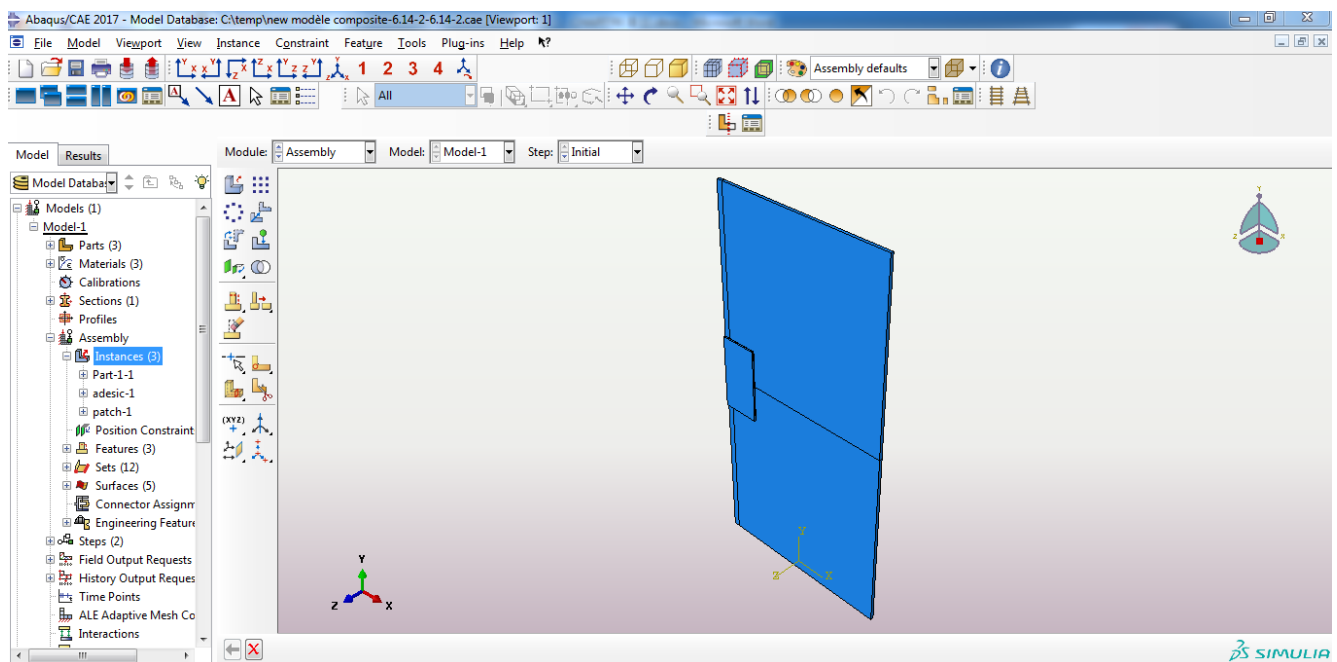 Abaqus/CAE 2017 - Model Database: C:\temp\new modèle composite-6.14-2-6.14-2.cae [Viewport: 1]
File Model Viewport View Instance Constraint Feature Tools Plug-ins Help
1 2 3 4 Assembly defaults
A All
Model Results Module: Assembly Model: Model-1 Step: Initial
Model Databas
Models (1)
Model-1
Parts (3)
Materials (3)
Calibrations
Sections (1)
Profiles
Assembly
Instances (3)
Part-1-1
adesic-1
patch-1
Position Constraint
Features (3)
Sets (12)
Surfaces (5)
Connector Assignm
Engineering Feature
Steps (2)
Field Output Requests
History Output Reques
Time Points
ALE Adaptive Mesh Co
Interactions
(XYZ)
Y
Z X
Y
Z X
Y
Z X
SIMULIA